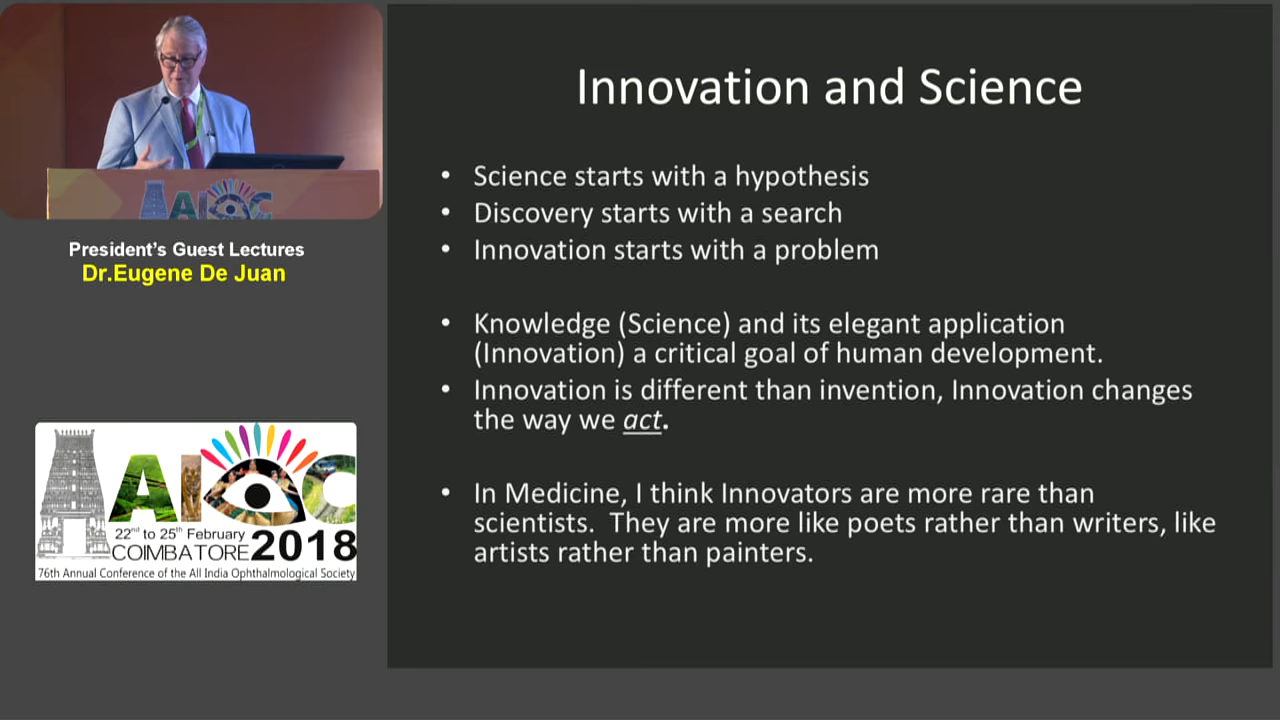 Innovation and Science
• Science starts with a hypothesis
• Discovery starts with a search
• Innovation starts with a problem
• Knowledge (Science) and its elegant application
(Innovation) a critical goal of human development.
• Innovation is different than invention, Innovation changes
the way we act.
• In Medicine, I think Innovators are more rare than
scientists. They are more like poets rather than writers, like
artists rather than painters.
AIOC
President's Guest Lectures
Dr.Eugene De Juan
AIOC
22nd to 25th February
COIMBATORE 2018
76th Annual Conference of the All India Ophthalmological Society